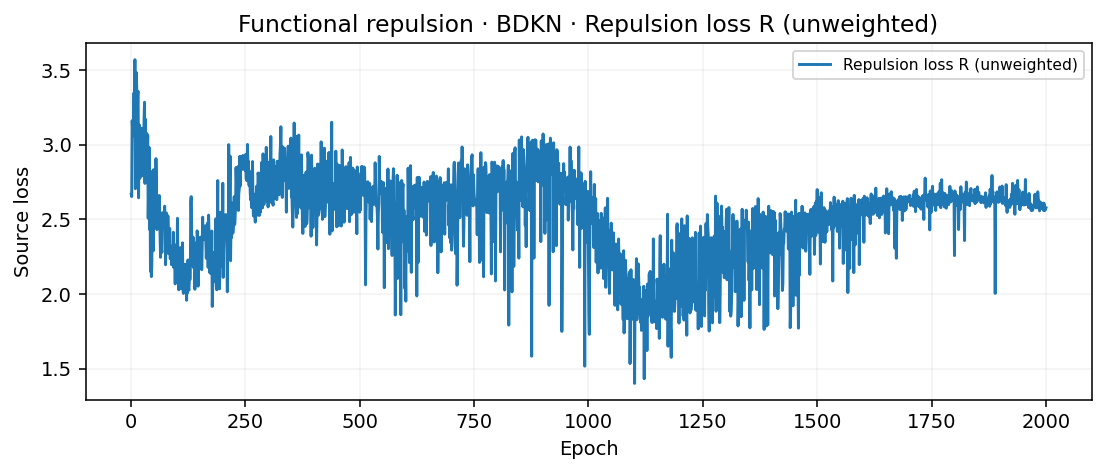 Functional repulsion · BDKN · Repulsion loss R (unweighted)
Repulsion loss R (unweighted)
Source loss
3.5
3.0
2.5
2.0
1.5
0 250 500 750 1000 1250 1500 1750 2000
Epoch